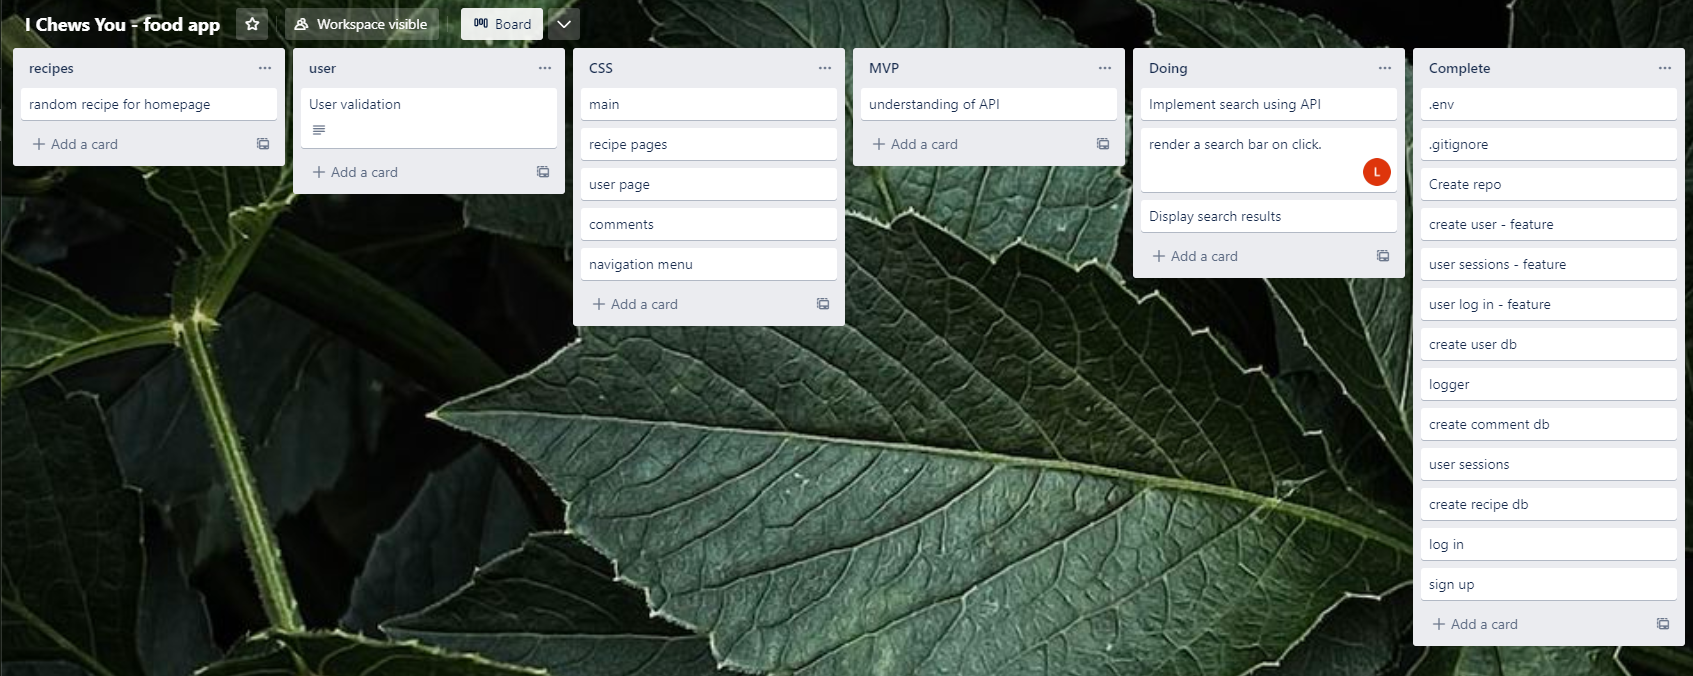 I Chews You - food app
Workspace visible
Board
recipes
random recipe for homepage
Add a card
user
User validation
Add a card
CSS
main
recipe pages
user page
comments
navigation menu
Add a card
MVP
understanding of API
Add a card
Doing
Implement search using API
render a search bar on click.
L
Display search results
Add a card
Complete
.env
.gitignore
Create repo
create user - feature
user sessions - feature
user log in - feature
create user db
logger
create comment db
user sessions
create recipe db
log in
sign up
Add a card